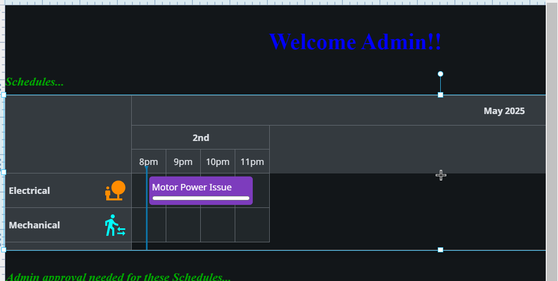 Welcome Admin!!
Schedules...
May 2025
2nd
8pm 9pm 10pm 11pm
Electrical
Motor Power Issue
Mechanical
Admin approval needed for these Schedules...